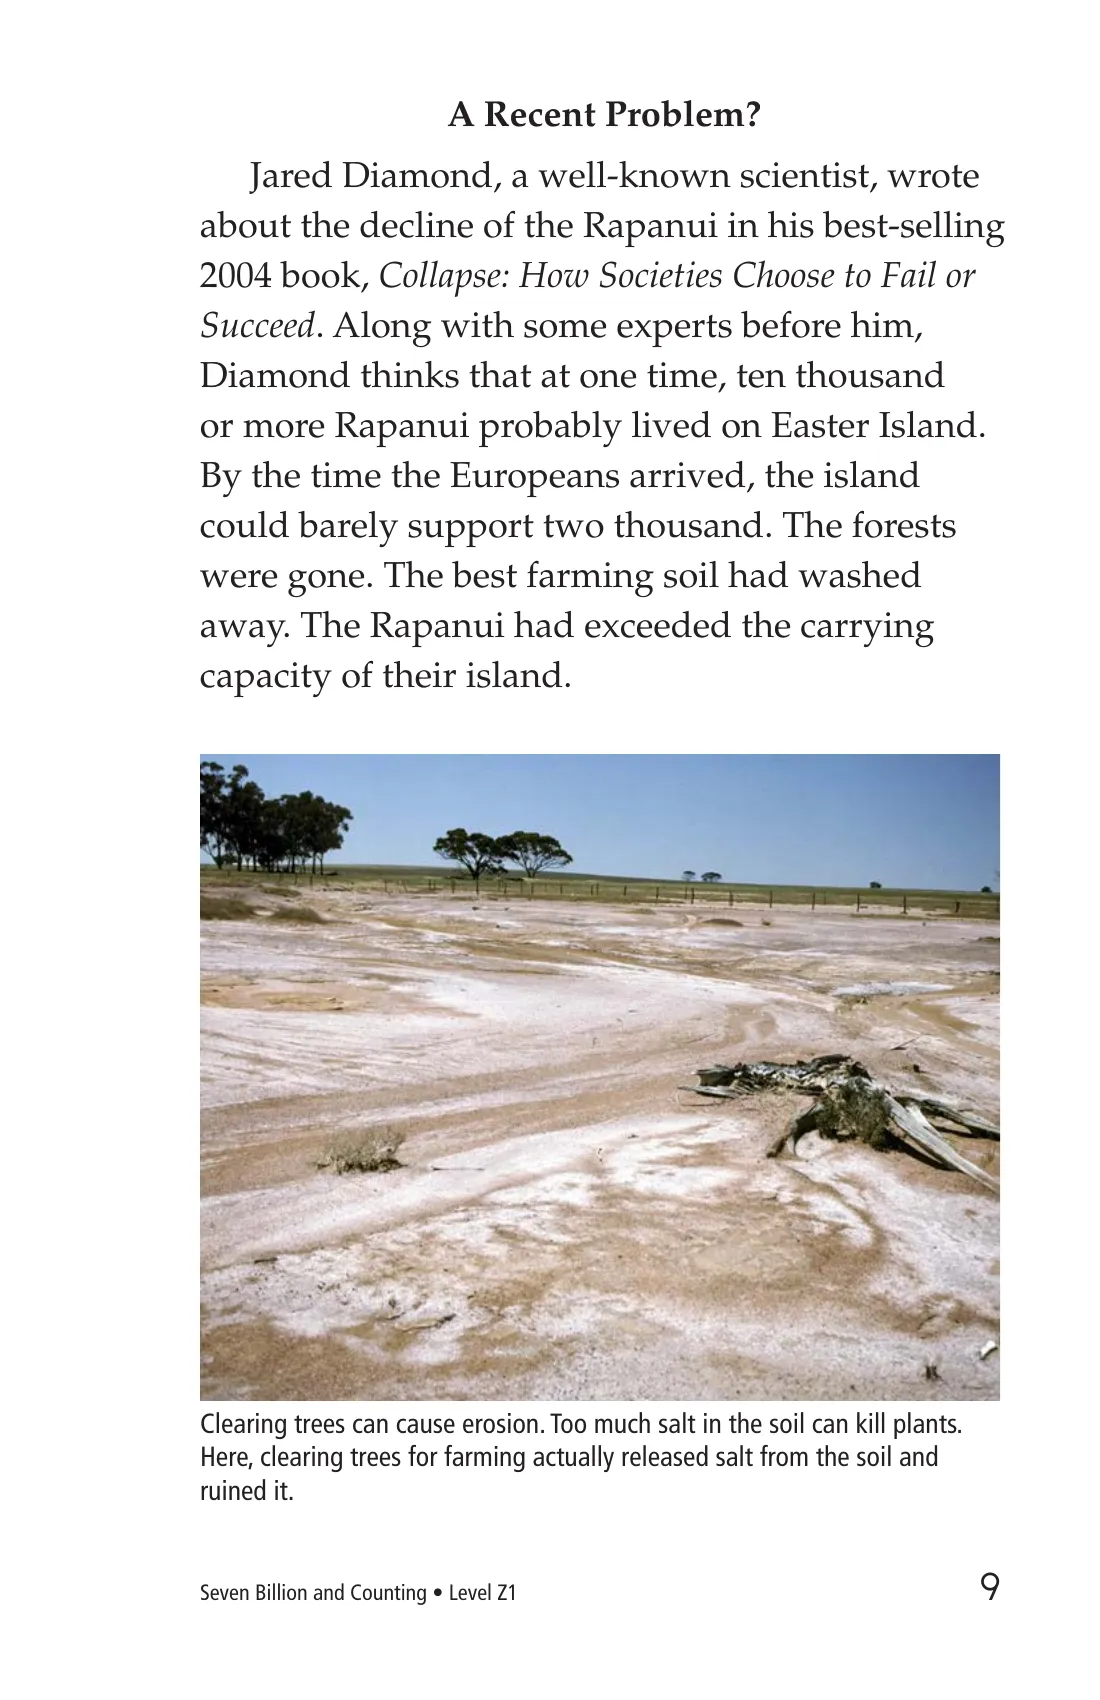 A Recent Problem?
Jared Diamond, a well-known scientist, wrote
about the decline of the Rapanui in his best-selling
2004 book, Collapse: How Societies Choose to Fail or
Succeed. Along with some experts before him,
Diamond thinks that at one time, ten thousand
or more Rapanui probably lived on Easter Island.
By the time the Europeans arrived, the island
could barely support two thousand. The forests
were gone. The best farming soil had washed
away. The Rapanui had exceeded the carrying
capacity of their island.
Clearing trees can cause erosion. Too much salt in the soil can kill plants.
Here, clearing trees for farming actually released salt from the soil and
ruined it.
Seven Billion and Counting • Level Z1 9